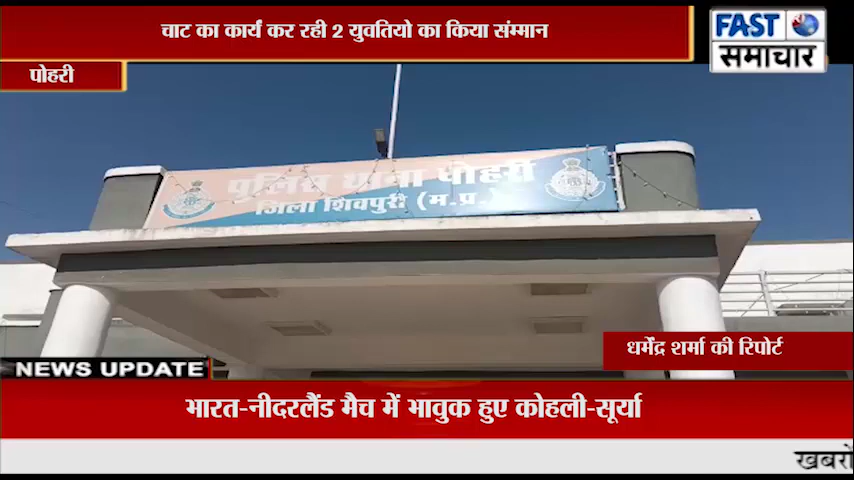 चाट का कार्य कर रही 2 युवतियो का किया संम्मान
FAST
समाचार
पोहरी
पुलिस थाना पोहरी
जिला शिवपुरी (म.प्र.)
धर्मेंद्र शर्मा की रिपोर्ट
NEWS UPDATE
भारत-नीदरलैंड मैच में भावुक हुए कोहली-सूर्या
खबरो